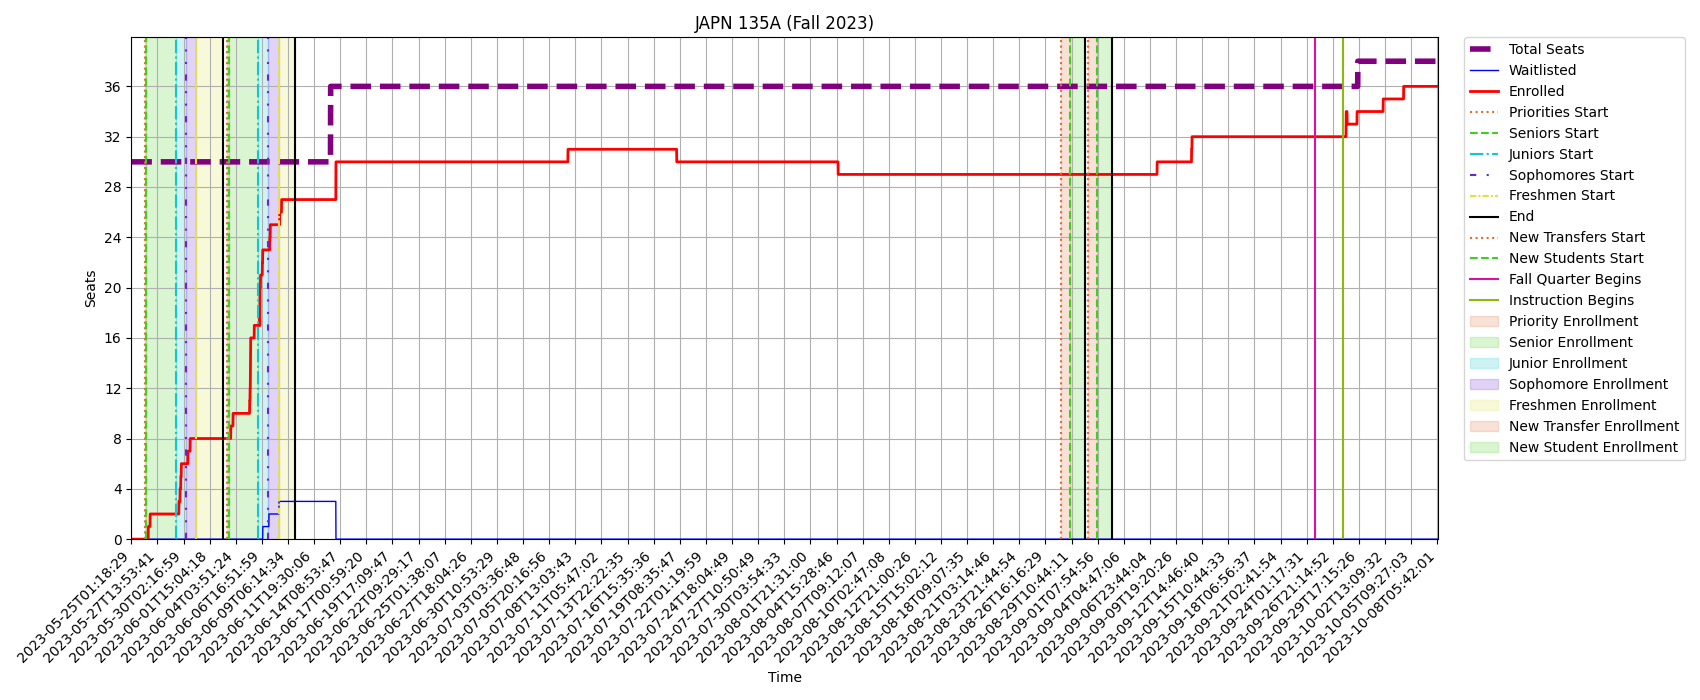 JAPN 135A (Fall 2023)
Seats
36
32
28
24
20
16
12
8
4
0
2023-05-25T01:18:29
2023-05-27T13:53:41
2023-05-30T02:16:59
2023-06-01T15:04:18
2023-06-04T03:51:24
2023-06-06T16:51:59
2023-06-09T06:14:34
2023-06-11T19:30:06
2023-06-14T08:53:47
2023-06-17T00:59:20
2023-06-19T17:09:47
2023-06-22T09:29:17
2023-06-25T01:38:07
2023-06-27T18:04:26
2023-06-30T10:53:29
2023-07-03T03:36:48
2023-07-05T20:16:56
2023-07-08T13:03:43
2023-07-11T05:47:02
2023-07-13T22:22:35
2023-07-16T15:35:36
2023-07-19T08:35:47
2023-07-22T01:19:59
2023-07-24T18:04:49
2023-07-27T10:50:49
2023-07-30T03:54:33
2023-08-01T21:31:00
2023-08-04T15:28:46
2023-08-07T09:12:07
2023-08-10T02:47:08
2023-08-12T21:00:26
2023-08-15T15:02:12
2023-08-18T09:07:35
2023-08-21T03:14:46
2023-08-23T21:44:54
2023-08-26T16:16:29
2023-08-29T10:44:11
2023-09-01T07:54:56
2023-09-04T04:47:06
2023-09-06T23:44:04
2023-09-09T19:20:26
2023-09-12T14:46:40
2023-09-15T10:44:33
2023-09-18T06:56:37
2023-09-21T02:41:54
2023-09-24T01:17:31
2023-09-26T21:14:52
2023-09-29T17:15:26
2023-10-02T13:09:32
2023-10-05T09:27:03
2023-10-08T05:42:01
Time
Total Seats
Waitlisted
Enrolled
Priorities Start
Seniors Start
Juniors Start
Sophomores Start
Freshmen Start
End
New Transfers Start
New Students Start
Fall Quarter Begins
Instruction Begins
Priority Enrollment
Senior Enrollment
Junior Enrollment
Sophomore Enrollment
Freshmen Enrollment
New Transfer Enrollment
New Student Enrollment